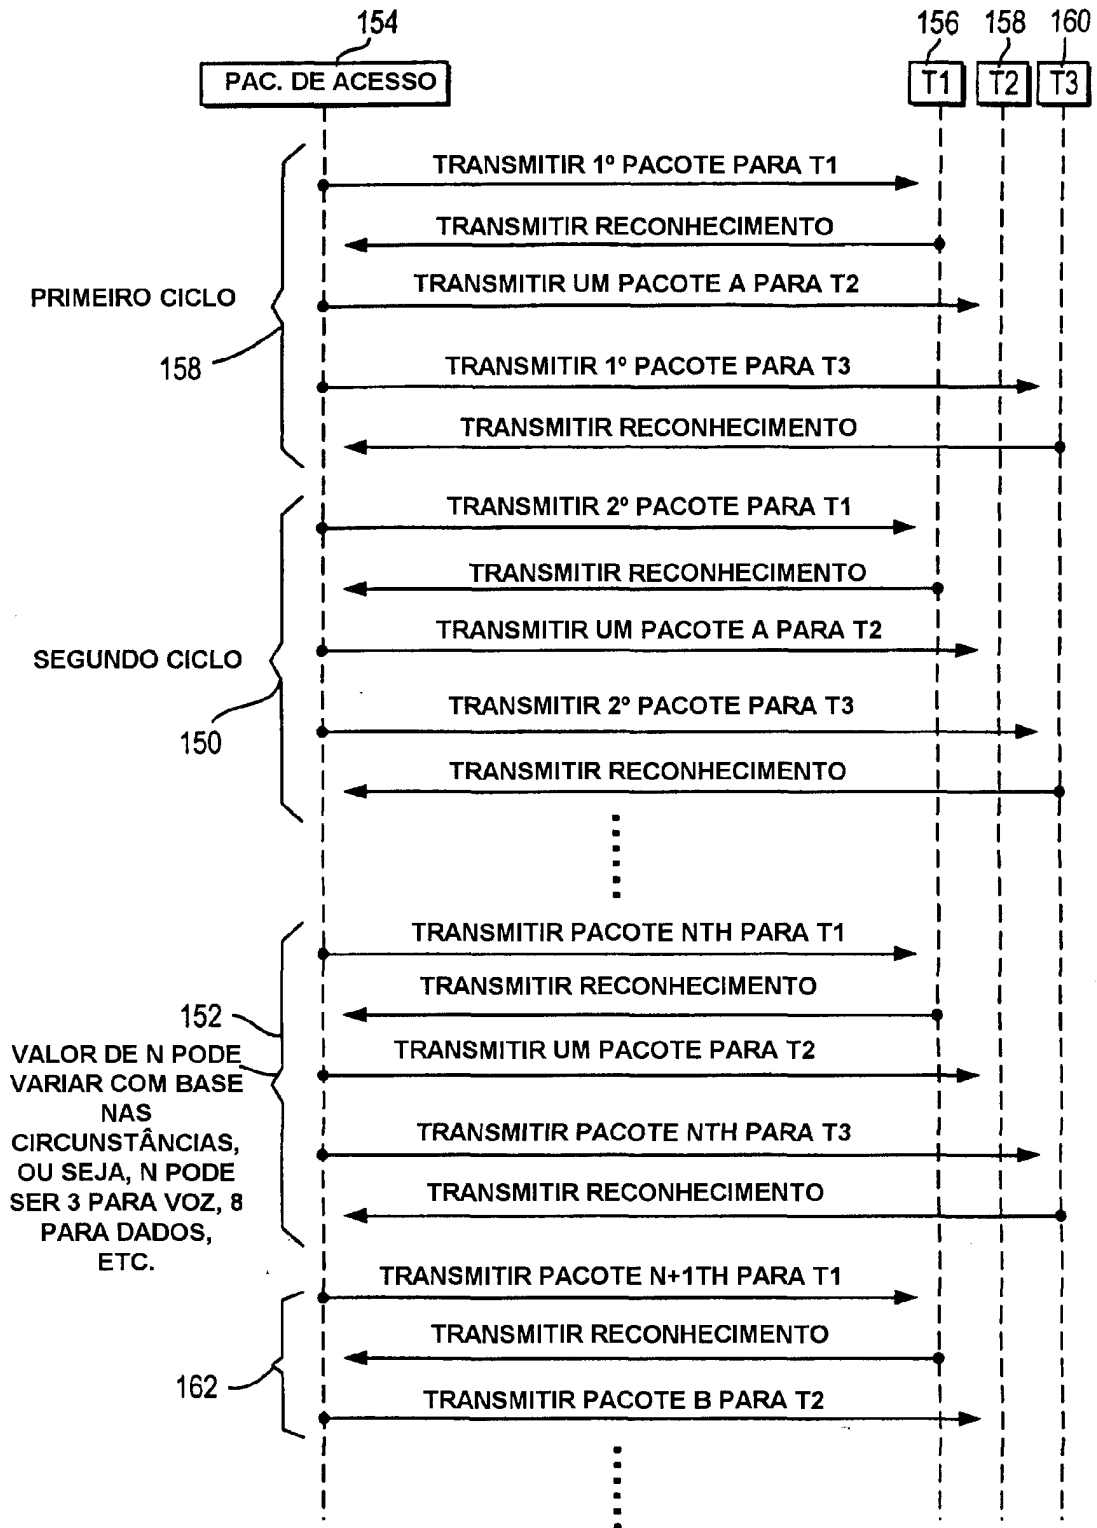 154
156
158
160
PAC. DE ACESSO
T1
T2
T3
TRANSMITIR 1º PACOTE PARA T1
TRANSMITIR RECONHECIMENTO
TRANSMITIR UM PACOTE A PARA T2
PRIMEIRO CICLO
158
TRANSMITIR 1º PACOTE PARA T3
TRANSMITIR RECONHECIMENTO
TRANSMITIR 2º PACOTE PARA T1
TRANSMITIR RECONHECIMENTO
TRANSMITIR UM PACOTE A PARA T2
SEGUNDO CICLO
150
TRANSMITIR 2º PACOTE PARA T3
TRANSMITIR RECONHECIMENTO
TRANSMITIR PACOTE NTH PARA T1
TRANSMITIR RECONHECIMENTO
152
TRANSMITIR UM PACOTE PARA T2
VALOR DE N PODE
VARIAR COM BASE
NAS
CIRCUNSTÂNCIAS,
OU SEJA, N PODE
SER 3 PARA VOZ, 8
PARA DADOS,
ETC.
TRANSMITIR PACOTE NTH PARA T3
TRANSMITIR RECONHECIMENTO
TRANSMITIR PACOTE N+1TH PARA T1
TRANSMITIR RECONHECIMENTO
162
TRANSMITIR PACOTE B PARA T2